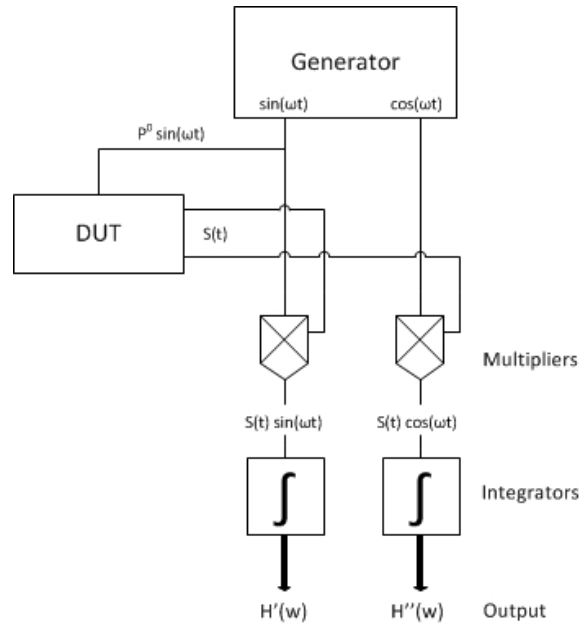 Generator
sin(ωt) cos(ωt)
P⁰ sin(ωt)
DUT
S(t)
Multipliers
S(t) sin(ωt) S(t) cos(ωt)
∫ ∫
Integrators
H'(w) H''(w) Output